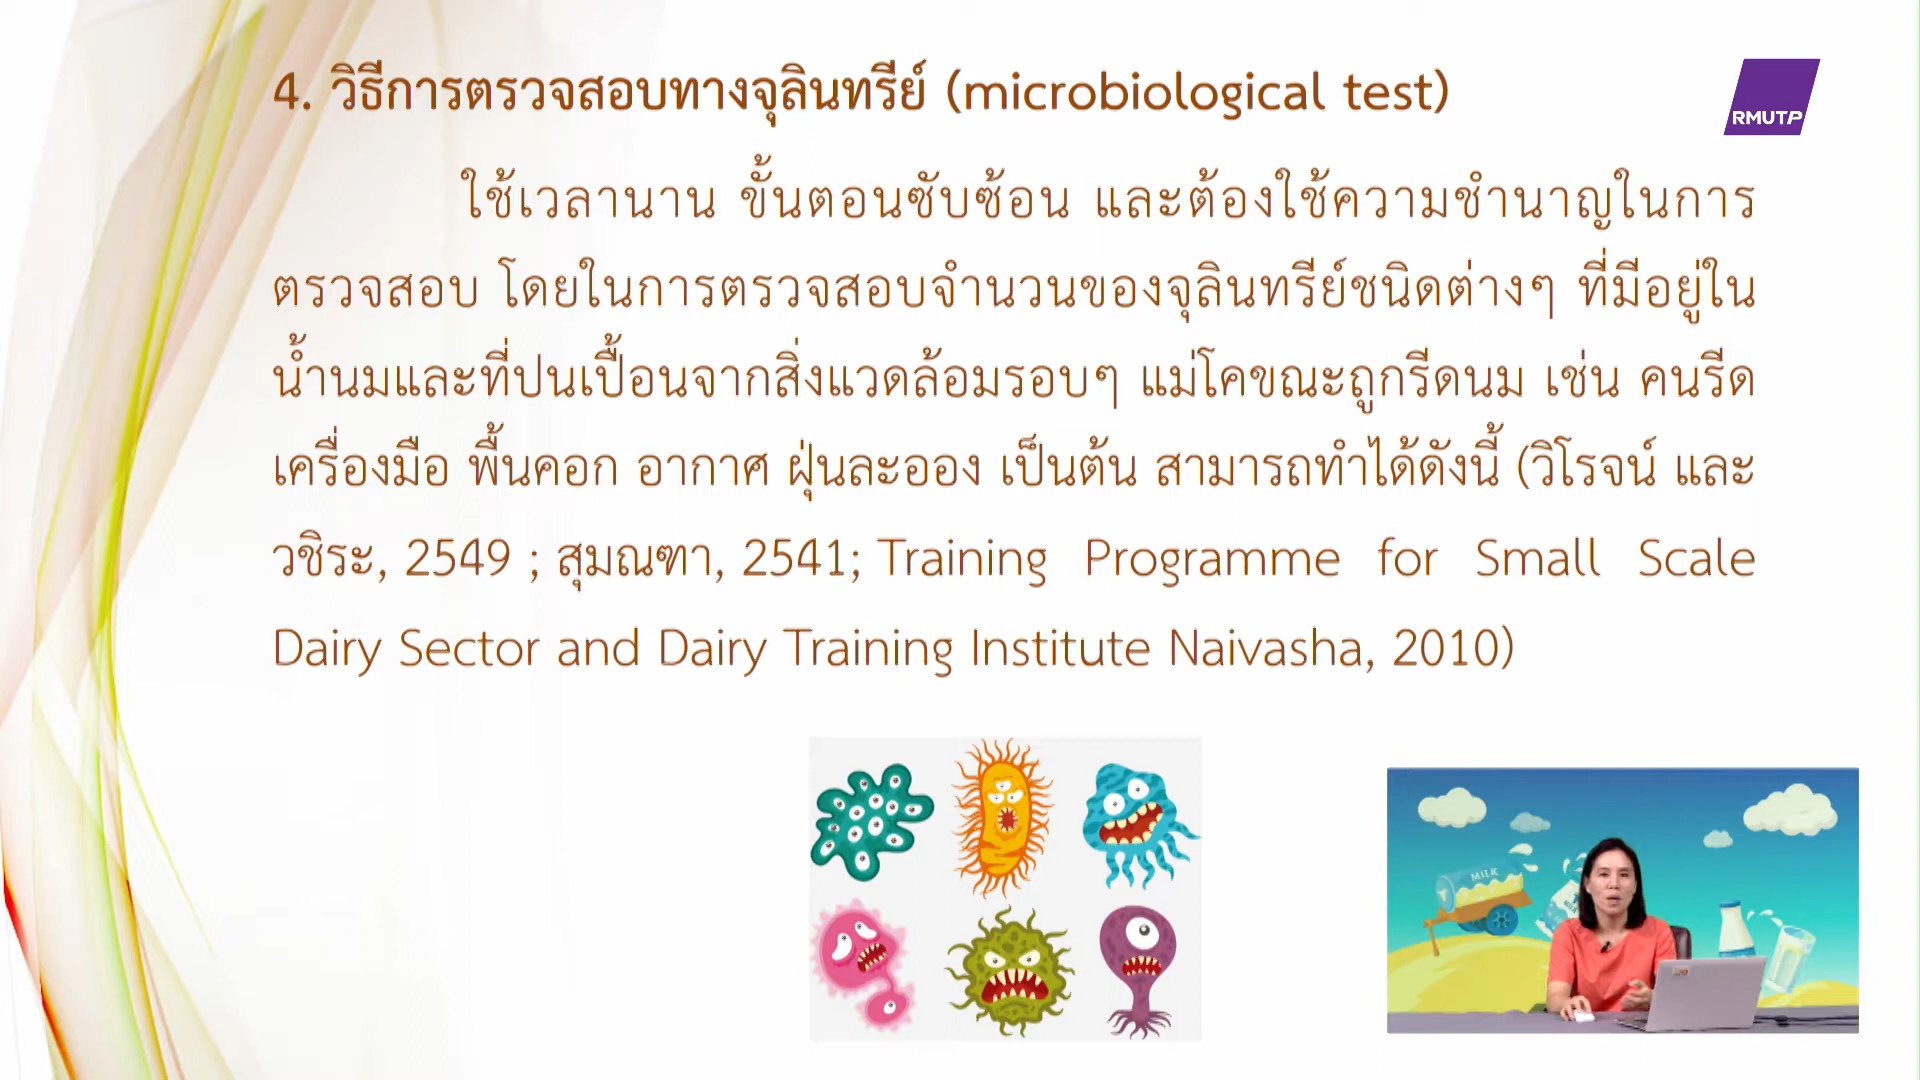 4. วิธีการตรวจสอบทางจุลินทรีย์ (microbiological test)
RMUTP
ใช้เวลานาน ขั้นตอนซับซ้อน และต้องใช้ความชำนาญในการ
ตรวจสอบ โดยในการตรวจสอบจำนวนของจุลินทรีย์ชนิดต่างๆ ที่มีอยู่ใน
น้ำนมและที่ปนเปื้อนจากสิ่งแวดล้อมรอบๆ แม่โคขณะถูกรีดนม เช่น คนรีด
เครื่องมือ พื้นคอก อากาศ ฝุ่นละออง เป็นต้น สามารถทำได้ดังนี้ (วิโรจน์ และ
วชิระ, 2549 ; สุมณฑา, 2541; Training Programme for Small Scale
Dairy Sector and Dairy Training Institute Naivasha, 2010)
MILK